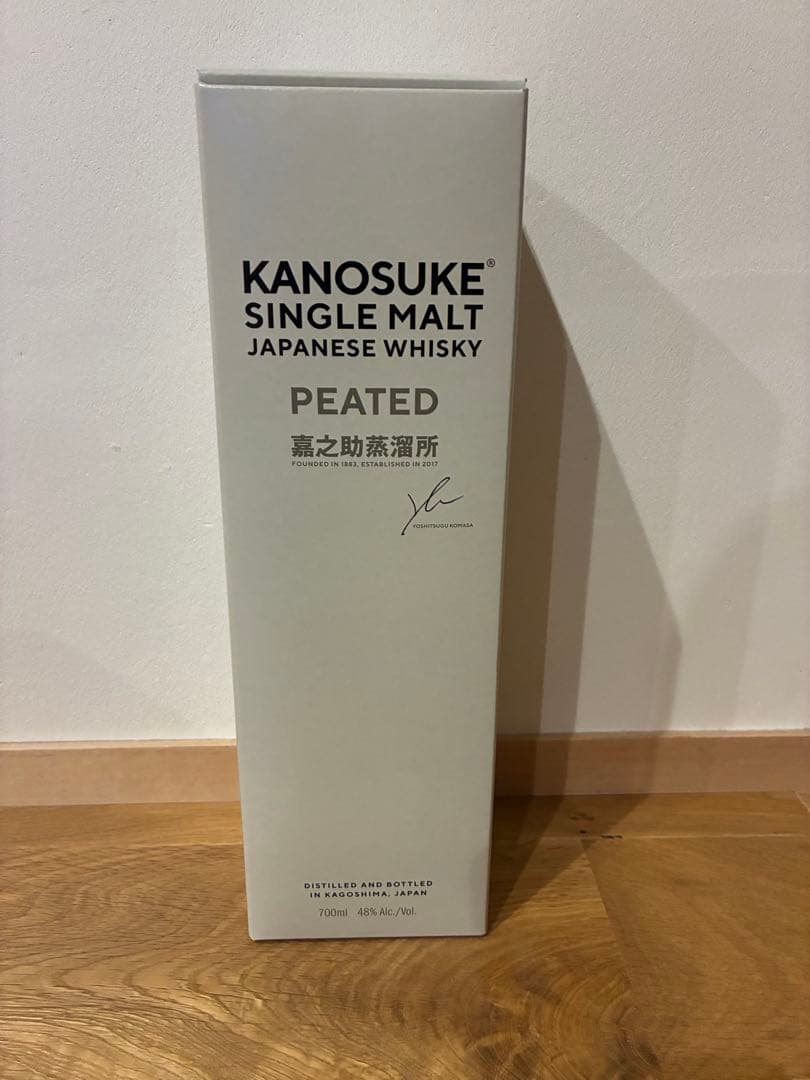 KANOSUKE®
SINGLE MALT
JAPANESE WHISKY
PEATED
嘉之助蒸溜所
FOUNDED IN 1883, ESTABLISHED IN 2017
YOSHITSUGU KOMASA
DISTILLED AND BOTTLED
IN KAGOSHIMA, JAPAN
700ml 48% Alc./Vol.